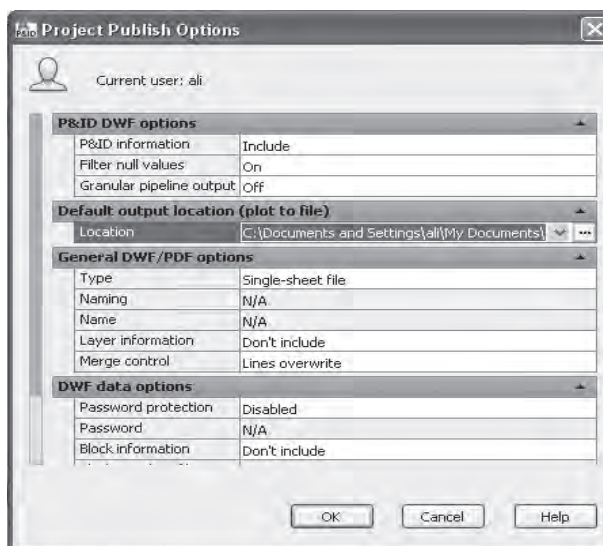 P&ID Project Publish Options
Current user: ali
P&ID DWF options
P&ID information Include
Filter null values On
Granular pipeline output Off
Default output location (plot to file)
Location C:\Documents and Settings\ali\My Documents\
General DWF/PDF options
Type Single-sheet file
Naming N/A
Name N/A
Layer information Don't include
Merge control Lines overwrite
DWF data options
Password protection Disabled
Password N/A
Block information Don't include
OK Cancel Help